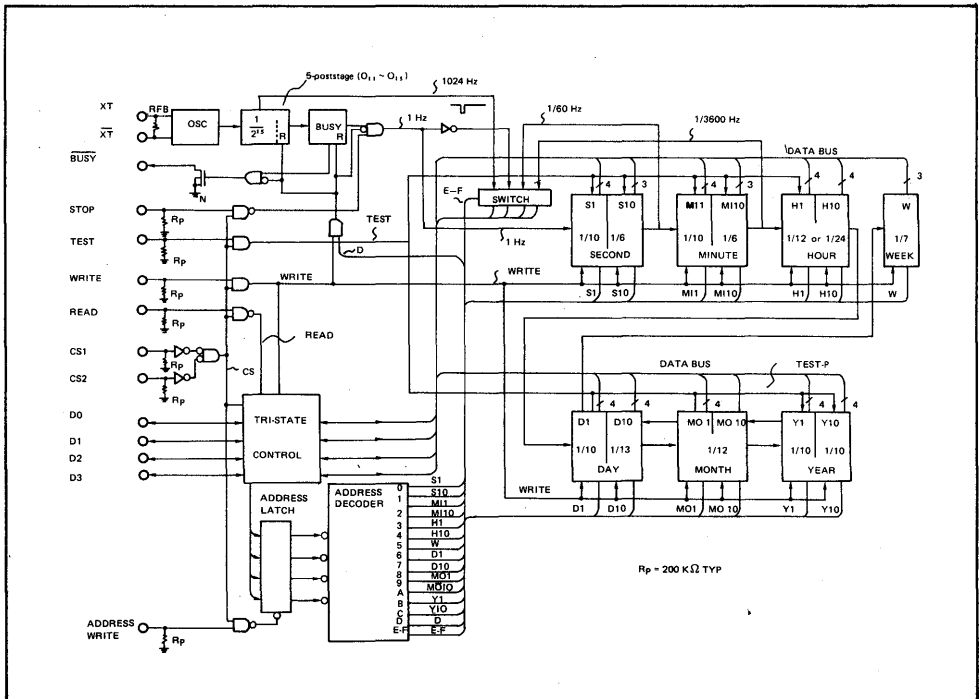 5-poststage (O₁₁ ~ O₁₅)
1024 Hz
XT
RFB
OSC
1
2¹⁵
R
BUSY
R
1 Hz
1/60 Hz
1/3600 Hz
XT
BUSY
N
DATA BUS
4 3 4 3 4 4 3
E–F
SWITCH
STOP
Rp
TEST
Rp
TEST
D
1 Hz
S1 S10
1/10 1/6
SECOND
MI1 MI10
1/10 1/6
MINUTE
H1 H10
1/12 or 1/24
HOUR
W
1/7
WEEK
WRITE
Rp
WRITE
WRITE
S1 S10 MI1 MI10 H1 H10 W
READ
Rp
READ
CS1
Rp
CS2
Rp
CS
DATA BUS
TEST-P
4 4 4 4 4
D0
D1
D2
D3
TRI-STATE
CONTROL
D1 D10
1/10 1/13
DAY
MO 1 MO 10
1/12
MONTH
Y1 Y10
1/10 1/10
YEAR
WRITE
D1 D10 MO1 MO 10 Y1 Y10
ADDRESS
LATCH
ADDRESS
DECODER
0 S1
1 S10
2 MI1
3 MI10
4 H1
5 H10
6 W
7 D1
8 D10
9 MO1
A MO10
B Y1
C Y10
D D
E-F E-F
Rp = 200 KΩ TYP
ADDRESS
WRITE
Rp